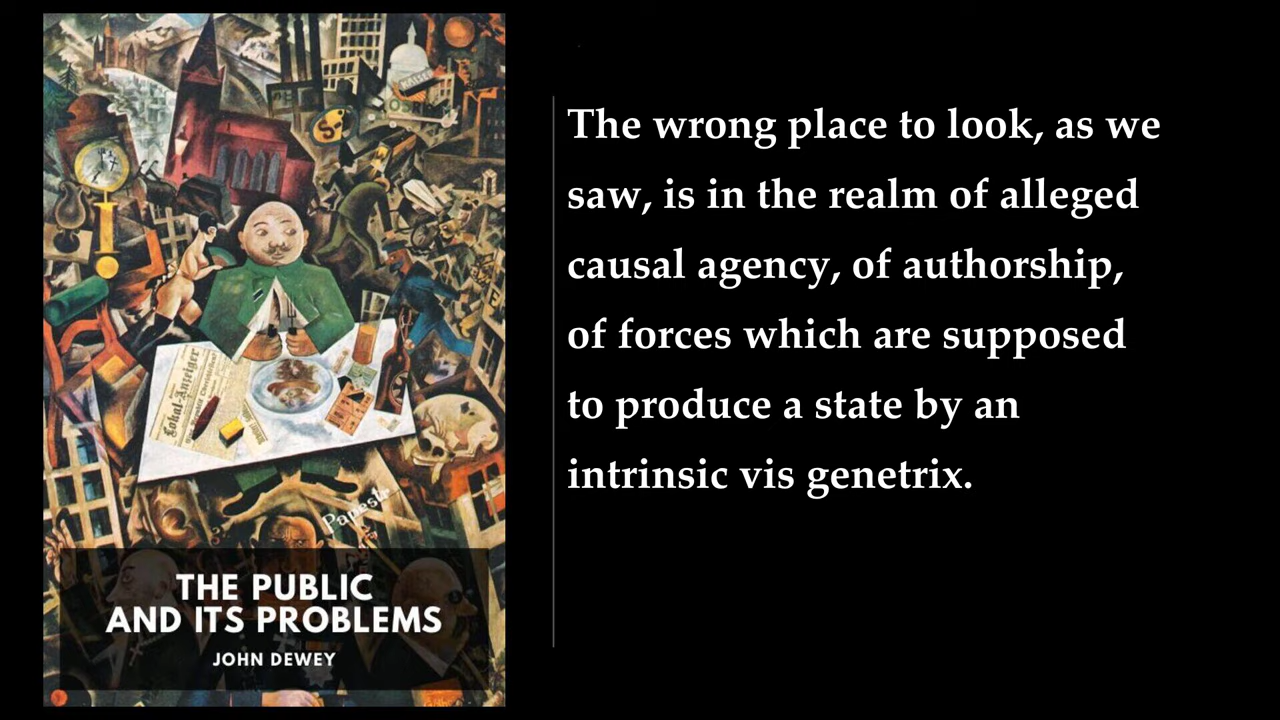 The wrong place to look, as we
saw, is in the realm of alleged
causal agency, of authorship,
of forces which are supposed
to produce a state by an
intrinsic vis genetrix.
Lokal-Anzeiger
THE PUBLIC
AND ITS PROBLEMS
JOHN DEWEY